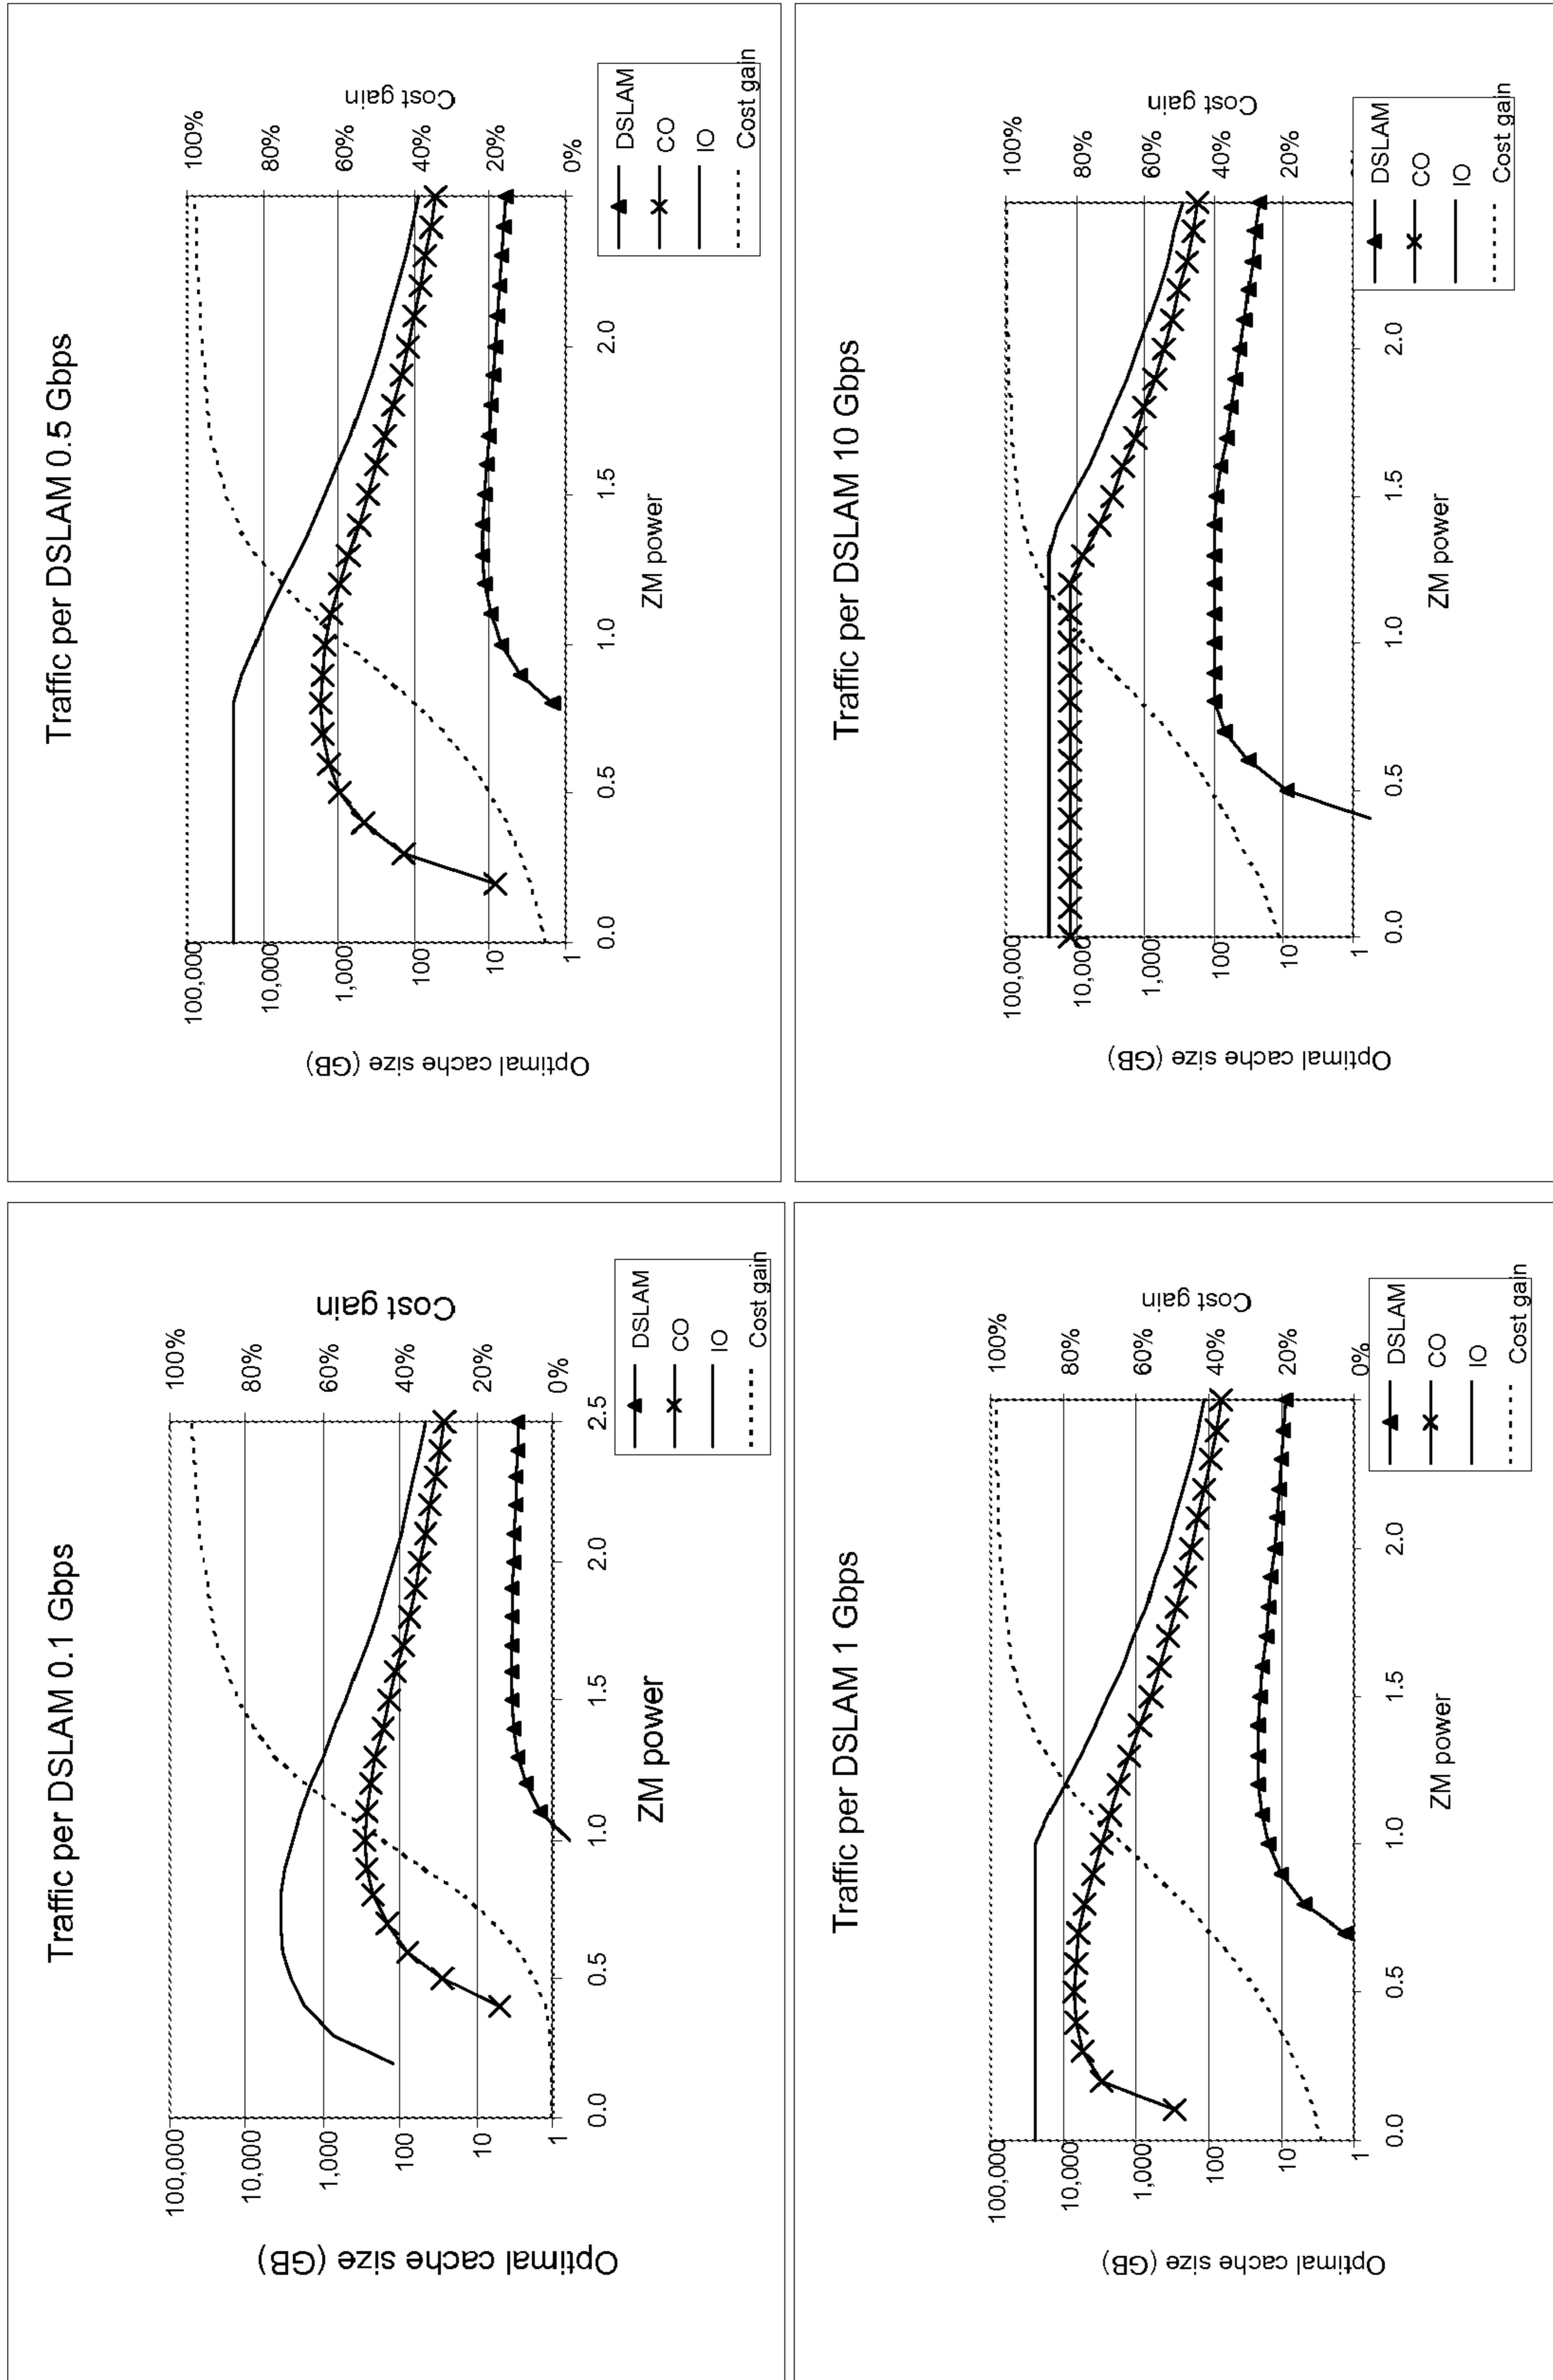 Traffic per DSLAM 0.1 Gbps
Optimal cache size (GB)
100,000
10,000
1,000
100
10
1
0.0
0.5
1.0
1.5
2.0
2.5
ZM power
100%
80%
60%
40%
20%
0%
Cost gain
DSLAM
CO
IO
Cost gain
Traffic per DSLAM 0.5 Gbps
Optimal cache size (GB)
100,000
10,000
1,000
100
10
1
0.0
0.5
1.0
1.5
2.0
ZM power
100%
80%
60%
40%
20%
0%
Cost gain
DSLAM
CO
IO
Cost gain
Traffic per DSLAM 1 Gbps
Optimal cache size (GB)
100,000
10,000
1,000
100
10
1
0.0
0.5
1.0
1.5
2.0
ZM power
100%
80%
60%
40%
20%
0%
Cost gain
DSLAM
CO
IO
Cost gain
Traffic per DSLAM 10 Gbps
Optimal cache size (GB)
100,000
10,000
1,000
100
10
1
0.0
0.5
1.0
1.5
2.0
ZM power
100%
80%
60%
40%
20%
Cost gain
DSLAM
CO
IO
Cost gain